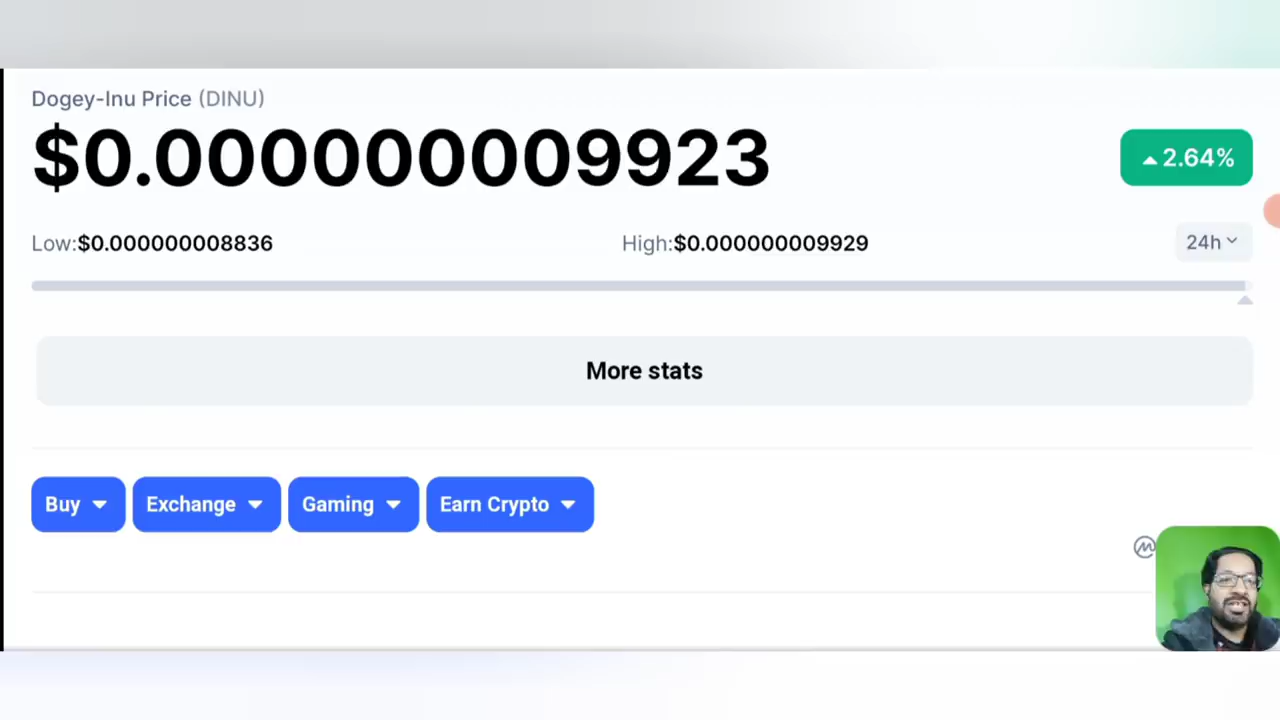 Dogey-Inu Price (DINU)
$0.000000009923
2.64%
Low:$0.000000008836 High:$0.000000009929 24h
More stats
Buy Exchange Gaming Earn Crypto